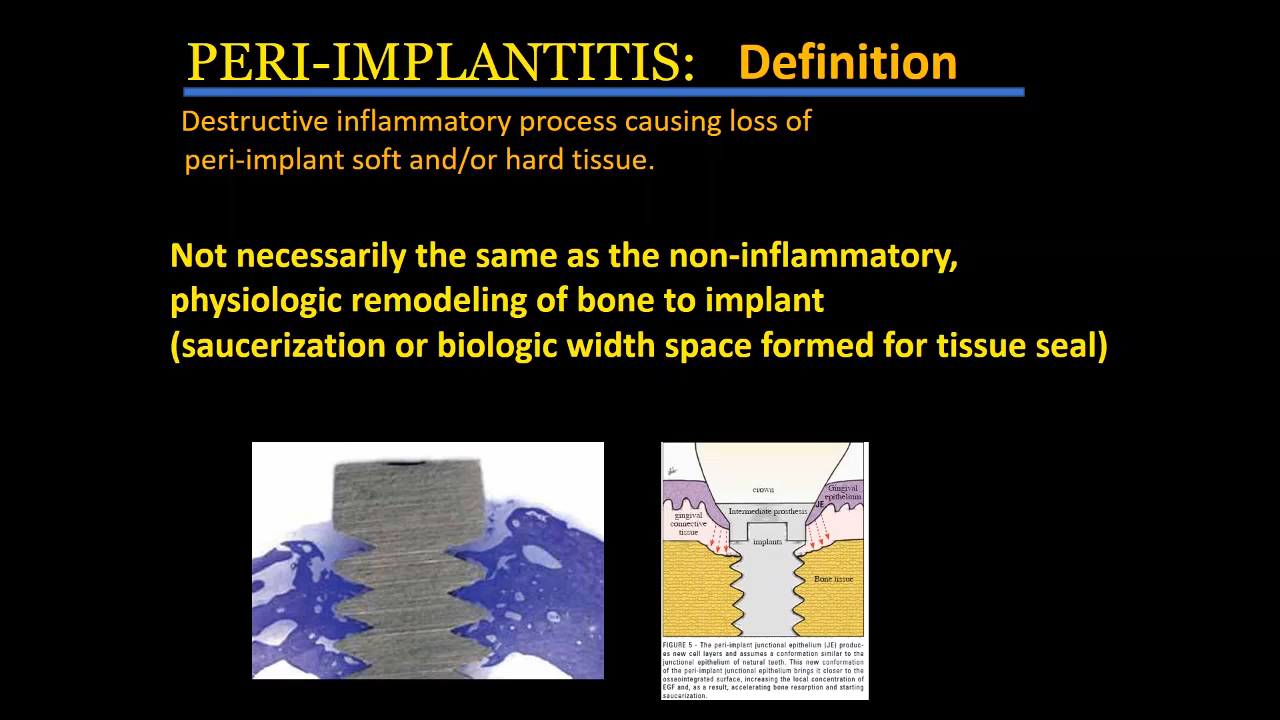 PERI-IMPLANTITIS: Definition
Destructive inflammatory process causing loss of
peri-implant soft and/or hard tissue.
Not necessarily the same as the non-inflammatory,
physiologic remodeling of bone to implant
(saucerization or biologic width space formed for tissue seal)
crown
Gingival
epithelium
JE
Intermediate prosthesis
gingival
connective
tissue
implants
Bone tissue
FIGURE 5 - The peri-implant junctional epithelium (JE) produc-
es new cell layers and assumes a conformation similar to the
junctional epithelium of natural teeth. This new conformation
of the peri-implant junctional epithelium brings it closer to the
osseointegrated surface, increasing the local concentration of
EGF and, as a result, accelerating bone resorption and starting
saucerization.